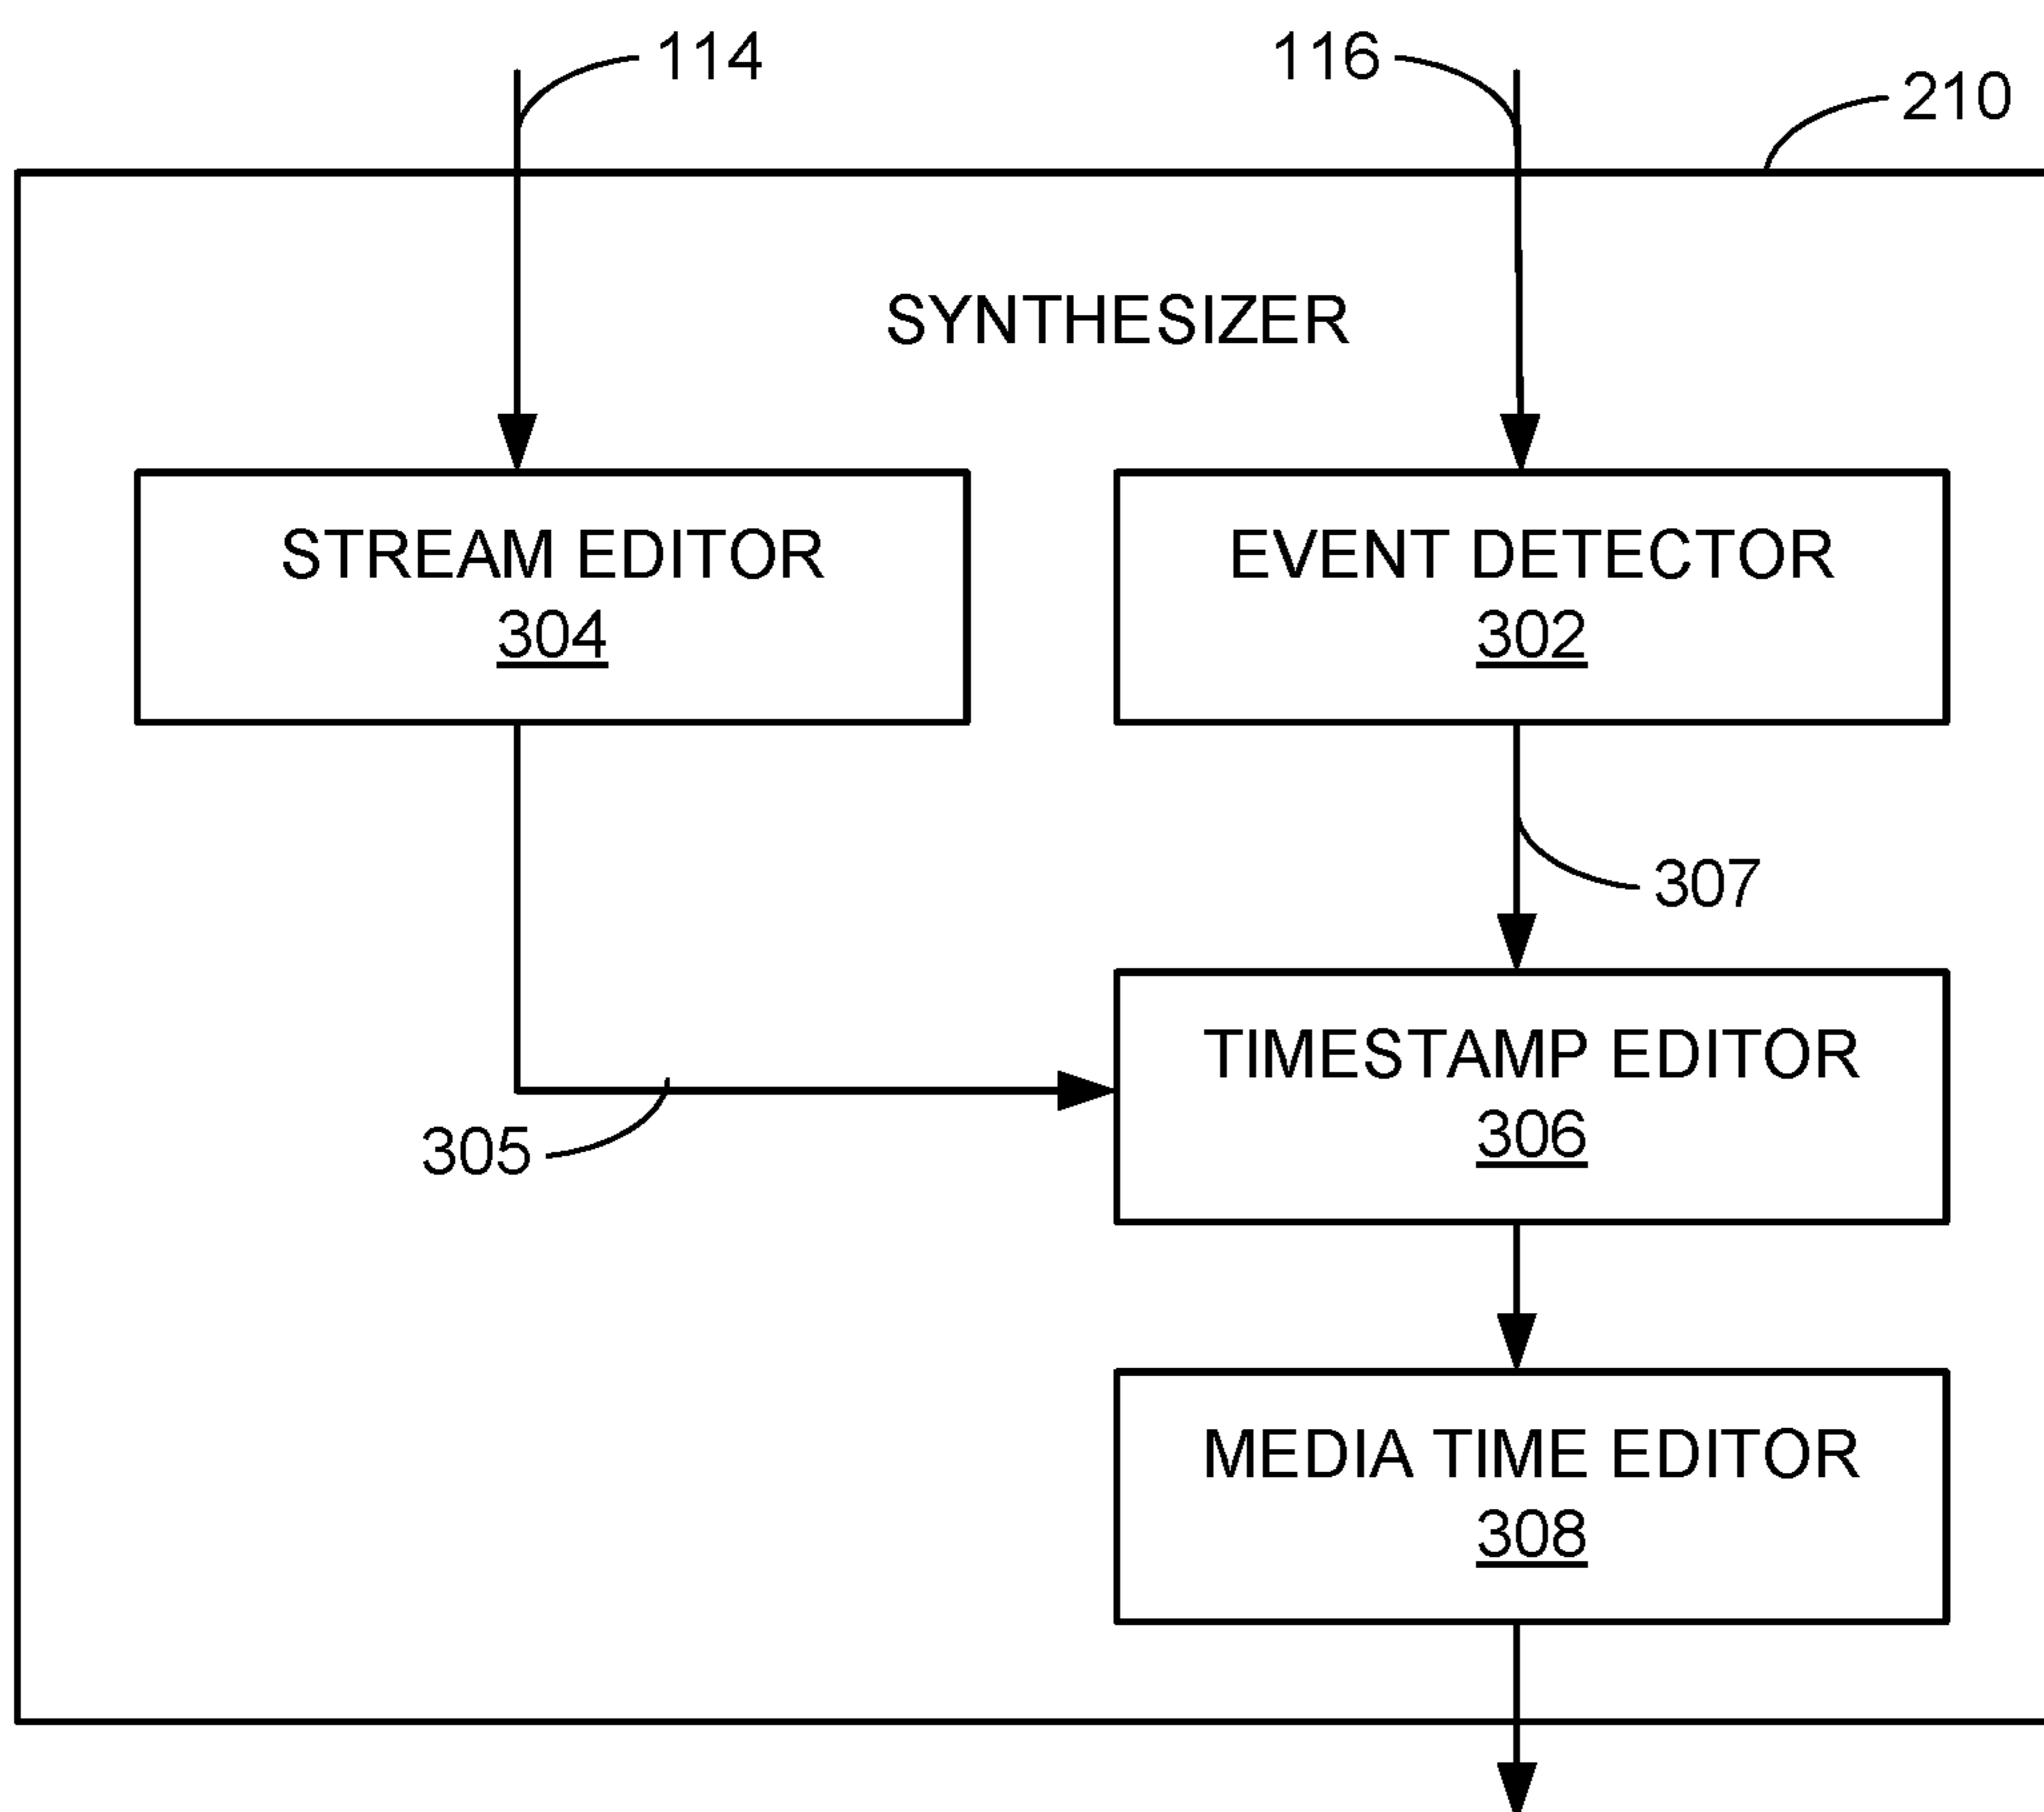 114
116
210
SYNTHESIZER
STREAM EDITOR
304
EVENT DETECTOR
302
307
305
TIMESTAMP EDITOR
306
MEDIA TIME EDITOR
308